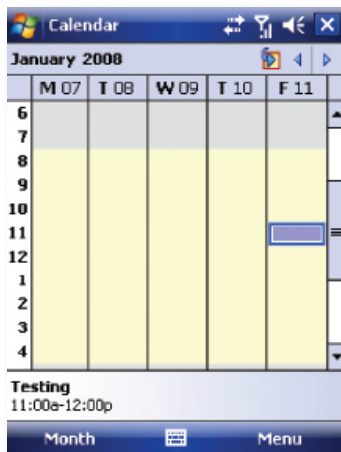 Calendar
January 2008
M 07 T 08 W 09 T 10 F 11
6
7
8
9
10
11
12
1
2
3
4
Testing
11:00a-12:00p
Month Menu